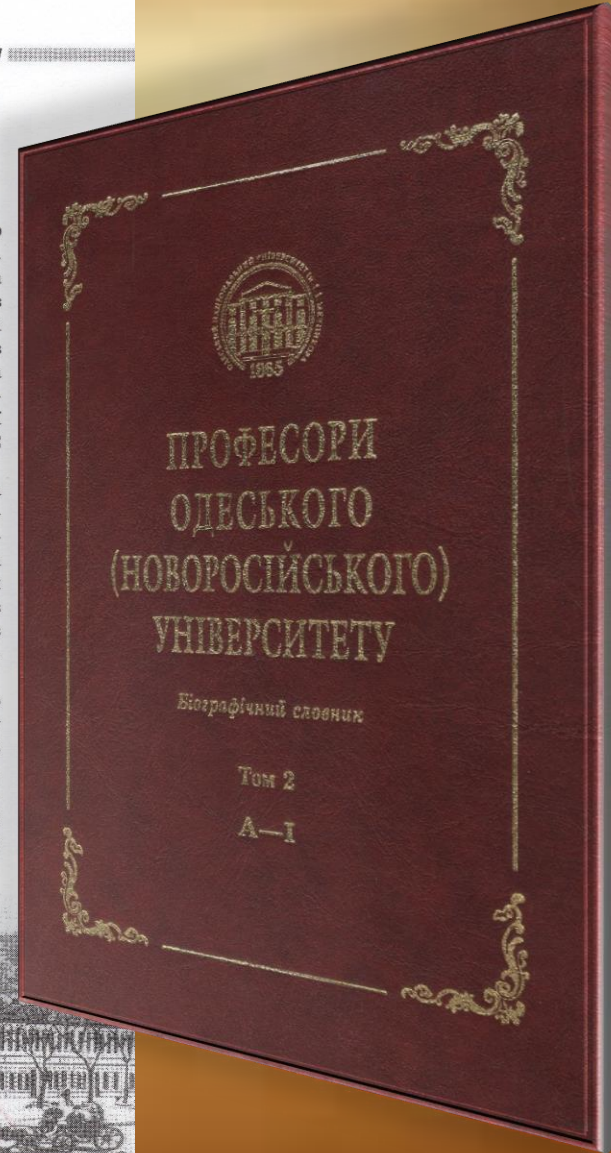 1865
ПРОФЕСОРИ
ОДЕСЬКОГО
(НОВОРОСІЙСЬКОГО)
УНІВЕРСИТЕТУ
Біографічний словник
Том 2
А—І